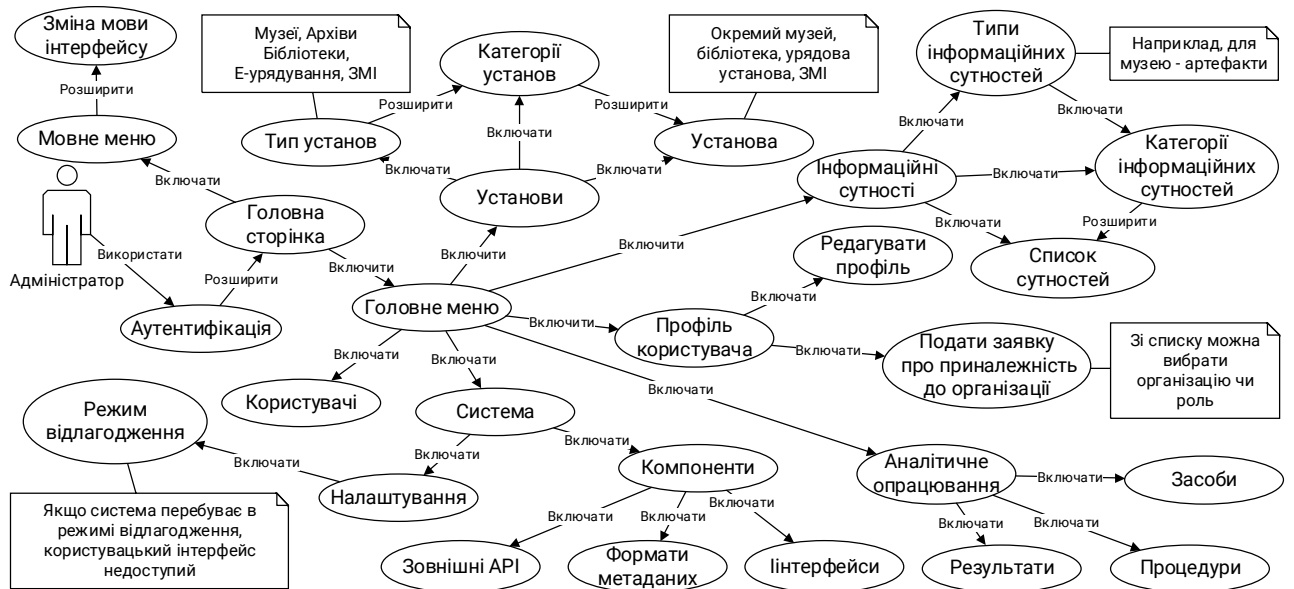 Зміна мови
інтерфейсу
Розширити
Мовне меню
Включати
Адміністратор
Використати
Аутентифікація
Розширити
Головна
сторінка
Включити
Головне меню
Музеї, Архіви
Бібліотеки,
Е-урядування, ЗМІ
Тип установ
Розширити
Категорії
установ
Розширити
Включати
Включати
Включати
Установи
Включити
Окремий музей,
бібліотека, урядова
установа, ЗМІ
Установа
Включити
Типи
інформаційних
сутностей
Наприклад, для
музею - артефакти
Включати
Включати
Інформаційні
сутності
Включати
Категорії
інформаційних
сутностей
Включати
Розширити
Список
сутностей
Редагувати
профіль
Включати
Включити
Профіль
користувача
Включати
Подати заявку
про приналежність
до організації
Зі списку можна
вибрати
організацію чи
роль
Включати
Включати
Включати
Користувачі
Система
Режим
відлагодження
Включати
Включати
Включати
Налаштування
Якщо система перебуває в
режимі відлагодження,
користувацький інтерфейс
недоступий
Компоненти
Включати
Включати
Включати
Зовнішні АРІ
Формати
метаданих
Іінтерфейси
Аналітичне
опрацювання
Включати
Засоби
Включати
Включати
Результати
Процедури